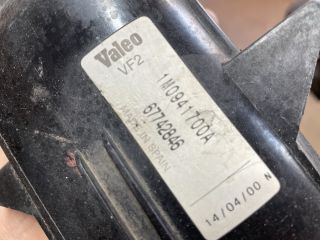 Valeo
VF2
1M0941700A
67742846
MADE IN SPAIN
14/04/00 N